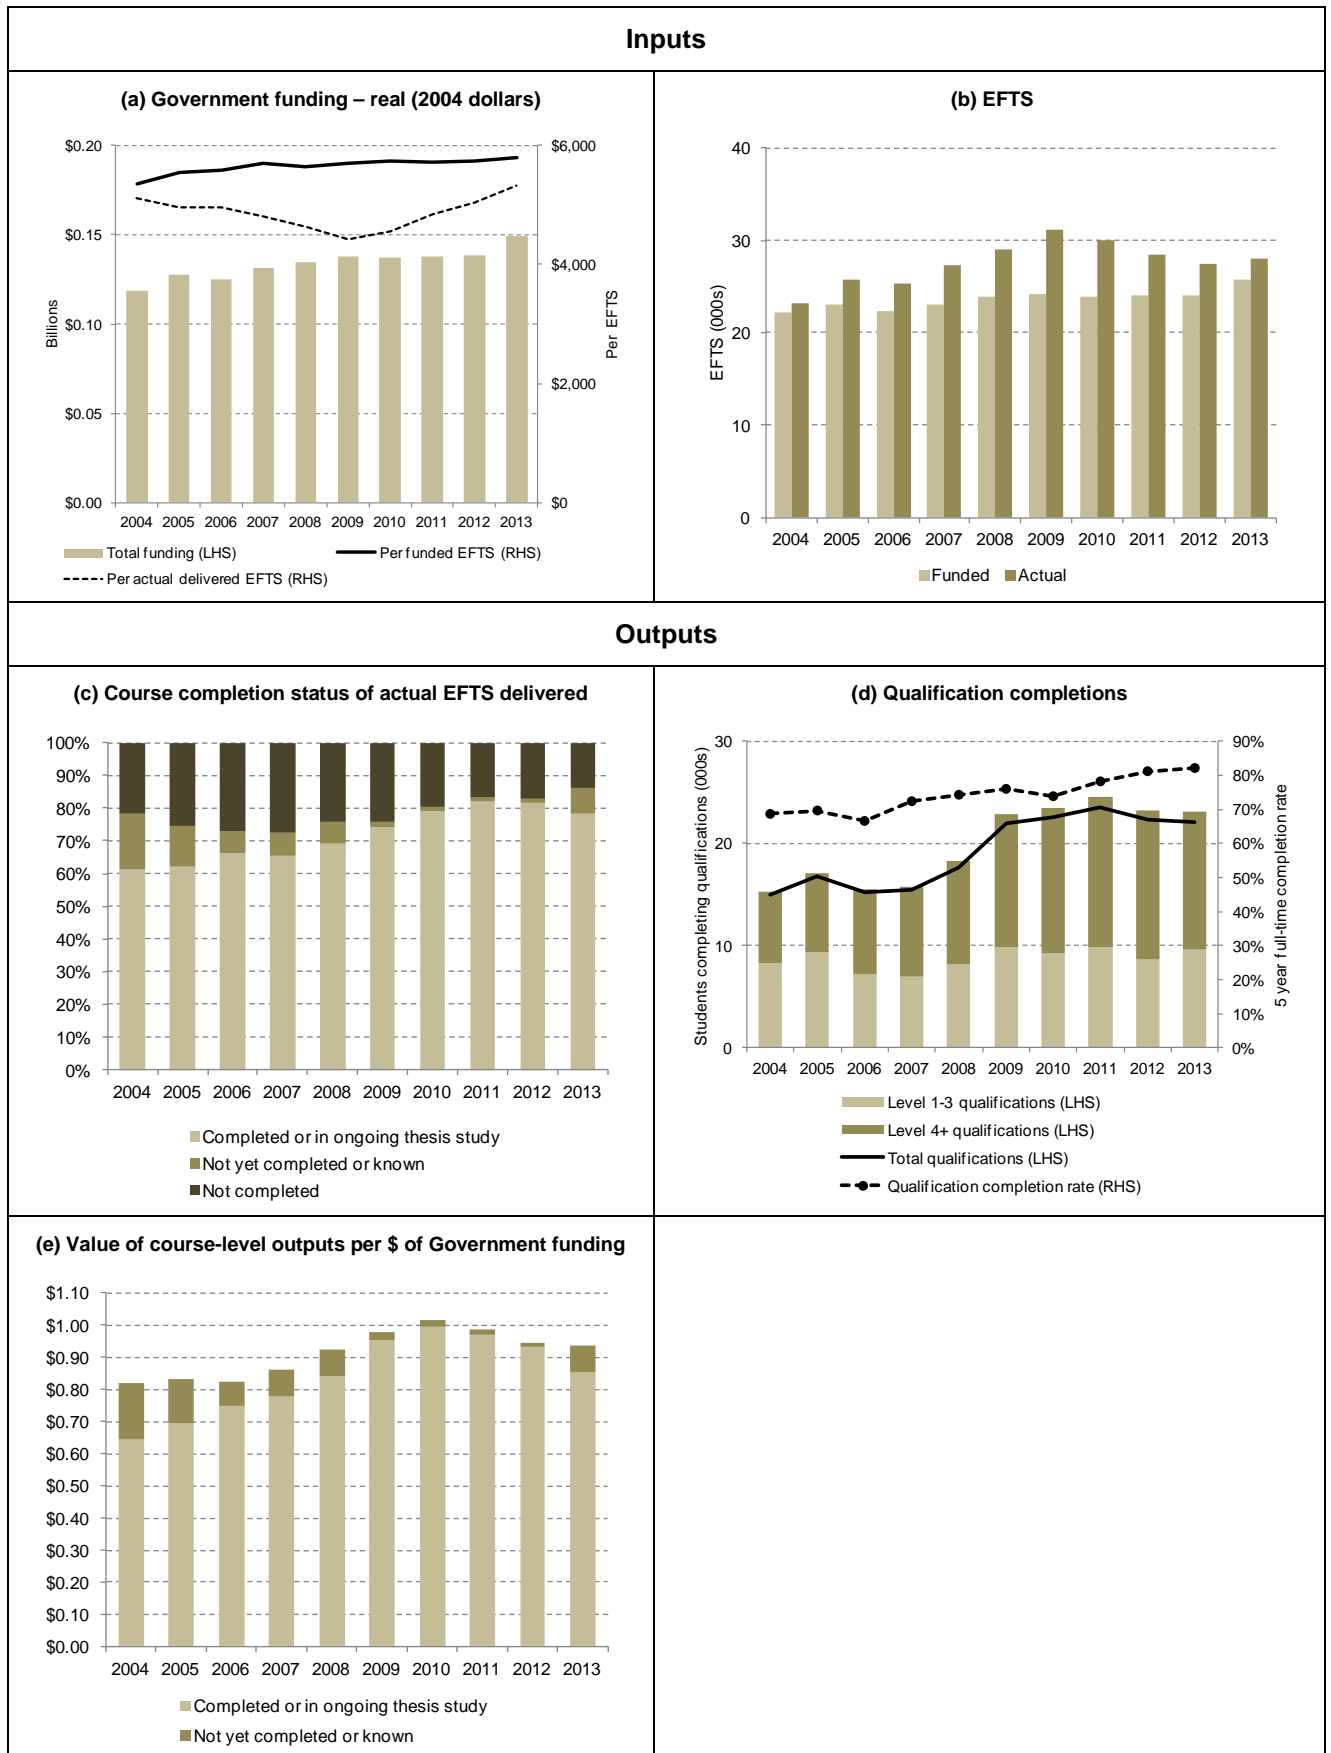 Inputs
(a) Government funding – real (2004 dollars)
$0.20
$0.15
$0.10
$0.05
$0.00
Billions
$6,000
$4,000
$2,000
$0
Per EFTS
2004 2005 2006 2007 2008 2009 2010 2011 2012 2013
Total funding (LHS)
Per funded EFTS (RHS)
Per actual delivered EFTS (RHS)
(b) EFTS
40
30
20
10
0
EFTS (000s)
2004 2005 2006 2007 2008 2009 2010 2011 2012 2013
Funded
Actual
Outputs
(c) Course completion status of actual EFTS delivered
100%
90%
80%
70%
60%
50%
40%
30%
20%
10%
0%
2004 2005 2006 2007 2008 2009 2010 2011 2012 2013
Completed or in ongoing thesis study
Not yet completed or known
Not completed
(d) Qualification completions
30
20
10
0
Students completing qualifications (000s)
90%
80%
70%
60%
50%
40%
30%
20%
10%
0%
5 year full-time completion rate
2004 2005 2006 2007 2008 2009 2010 2011 2012 2013
Level 1-3 qualifications (LHS)
Level 4+ qualifications (LHS)
Total qualifications (LHS)
Qualification completion rate (RHS)
(e) Value of course-level outputs per $ of Government funding
$1.10
$1.00
$0.90
$0.80
$0.70
$0.60
$0.50
$0.40
$0.30
$0.20
$0.10
$0.00
2004 2005 2006 2007 2008 2009 2010 2011 2012 2013
Completed or in ongoing thesis study
Not yet completed or known